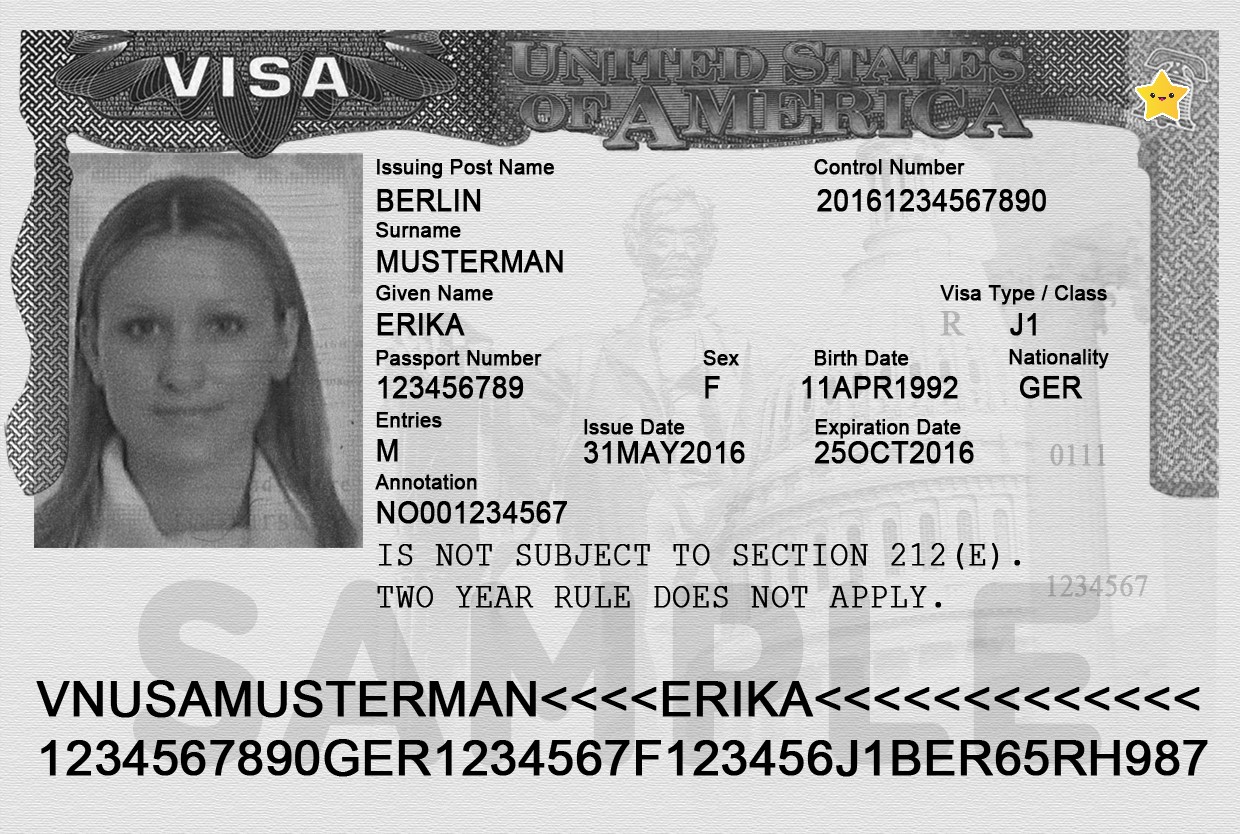 VISA
UNITED STATES
OF AMERICA
Issuing Post Name Control Number
BERLIN 20161234567890
Surname
MUSTERMAN
Given Name Visa Type / Class
ERIKA R J1
Passport Number Sex Birth Date Nationality
123456789 F 11APR1992 GER
Entries Issue Date Expiration Date
M 31MAY2016 25OCT2016
0111
Annotation
NO001234567
IS NOT SUBJECT TO SECTION 212(E).
1234567
TWO YEAR RULE DOES NOT APPLY.
SAMPLE
VNUSAMUSTERMAN<<<<ERIKA<<<<<<<<<<<<<
1234567890GER1234567F123456J1BER65RH987